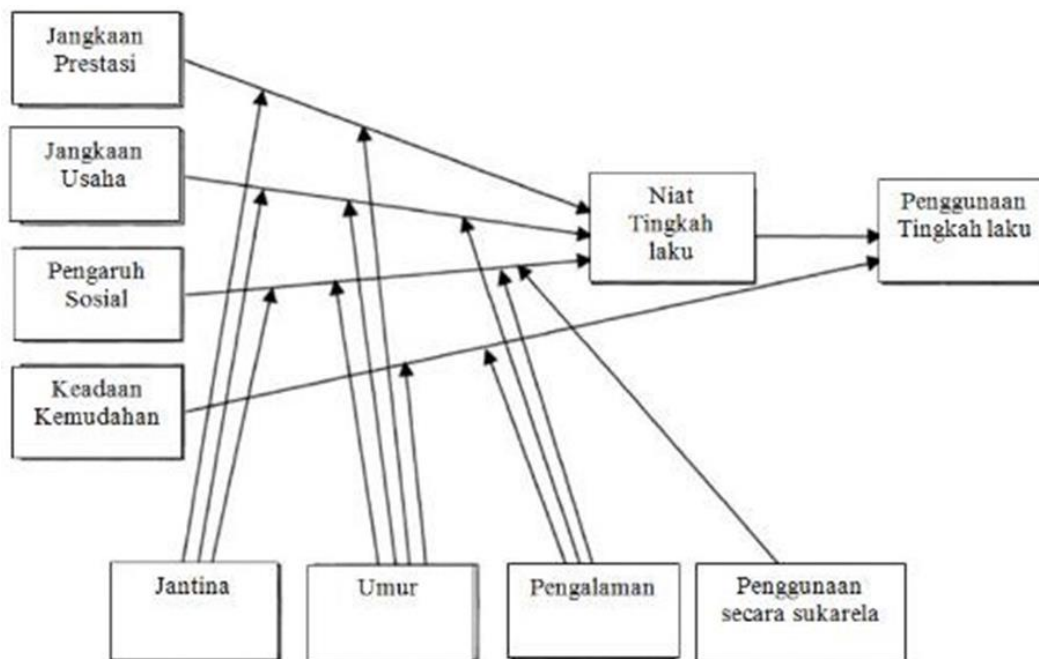 Jangkaan
Prestasi
Jangkaan
Usaha
Pengaruh
Sosial
Keadaan
Kemudahan
Niat
Tingkah
laku
Penggunaan
Tingkah laku
Jantina
Umur
Pengalaman
Penggunaan
secara sukarela